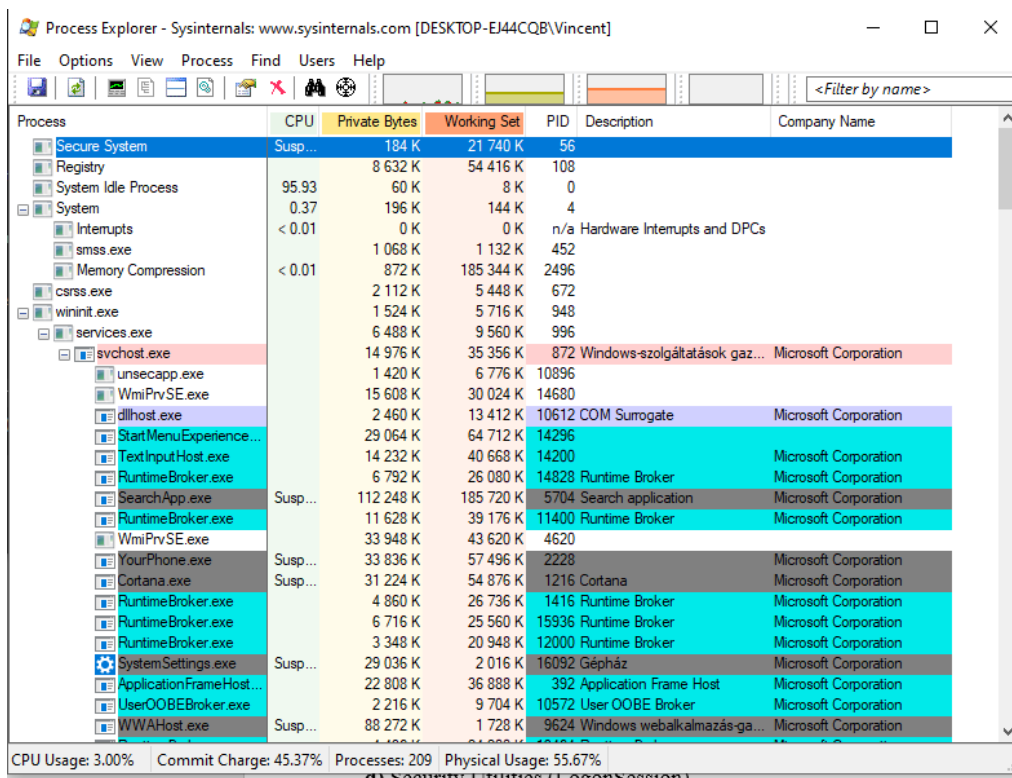 Process Explorer - Sysinternals: www.sysinternals.com [DESKTOP-EJ44CQB\Vincent]
File Options View Process Find Users Help
<Filter by name>
Process CPU Private Bytes Working Set PID Description Company Name
Secure System Susp... 184 K 21 740 K 56
Registry 8 632 K 54 416 K 108
System Idle Process 95.93 60 K 8 K 0
System 0.37 196 K 144 K 4
Interrupts < 0.01 0 K 0 K n/a Hardware Interrupts and DPCs
smss.exe 1 068 K 1 132 K 452
Memory Compression < 0.01 872 K 185 344 K 2496
csrss.exe 2 112 K 5 448 K 672
wininit.exe 1 524 K 5 716 K 948
services.exe 6 488 K 9 560 K 996
svchost.exe 14 976 K 35 356 K 872 Windows-szolgáltatások gaz... Microsoft Corporation
unsecapp.exe 1 420 K 6 776 K 10896
WmiPrvSE.exe 15 608 K 30 024 K 14680
dllhost.exe 2 460 K 13 412 K 10612 COM Surrogate Microsoft Corporation
StartMenuExperience... 29 064 K 64 712 K 14296
TextInputHost.exe 14 232 K 40 668 K 14200 Microsoft Corporation
RuntimeBroker.exe 6 792 K 26 080 K 14828 Runtime Broker Microsoft Corporation
SearchApp.exe Susp... 112 248 K 185 720 K 5704 Search application Microsoft Corporation
RuntimeBroker.exe 11 628 K 39 176 K 11400 Runtime Broker Microsoft Corporation
WmiPrvSE.exe 33 948 K 43 620 K 4620
YourPhone.exe Susp... 33 836 K 57 496 K 2228 Microsoft Corporation
Cortana.exe Susp... 31 224 K 54 876 K 1216 Cortana Microsoft Corporation
RuntimeBroker.exe 4 860 K 26 736 K 1416 Runtime Broker Microsoft Corporation
RuntimeBroker.exe 6 716 K 25 560 K 15936 Runtime Broker Microsoft Corporation
RuntimeBroker.exe 3 348 K 20 948 K 12000 Runtime Broker Microsoft Corporation
SystemSettings.exe Susp... 29 036 K 2 016 K 16092 Gépház Microsoft Corporation
ApplicationFrameHost... 22 808 K 36 888 K 392 Application Frame Host Microsoft Corporation
UserOOBEBroker.exe 2 216 K 9 704 K 10572 User OOBE Broker Microsoft Corporation
WWAHost.exe Susp... 88 272 K 1 728 K 9624 Windows webalkalmazás-ga... Microsoft Corporation
CPU Usage: 3.00% Commit Charge: 45.37% Processes: 209 Physical Usage: 55.67%
d) Security Utilities (LogonSession)